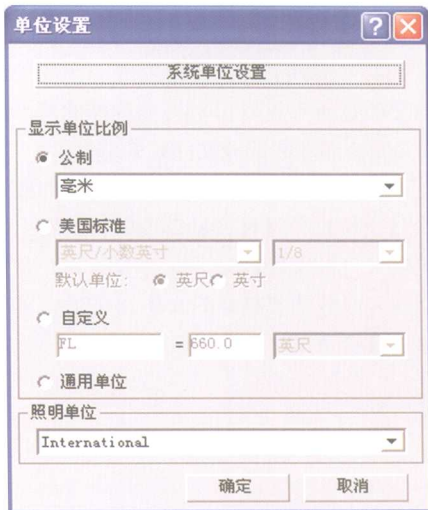 单位设置
系统单位设置
显示单位比例
公制
毫米
美国标准
英尺/小数英寸 1/8
默认单位: 英尺 英寸
自定义
FL = 660.0 英尺
通用单位
照明单位
International
确定 取消